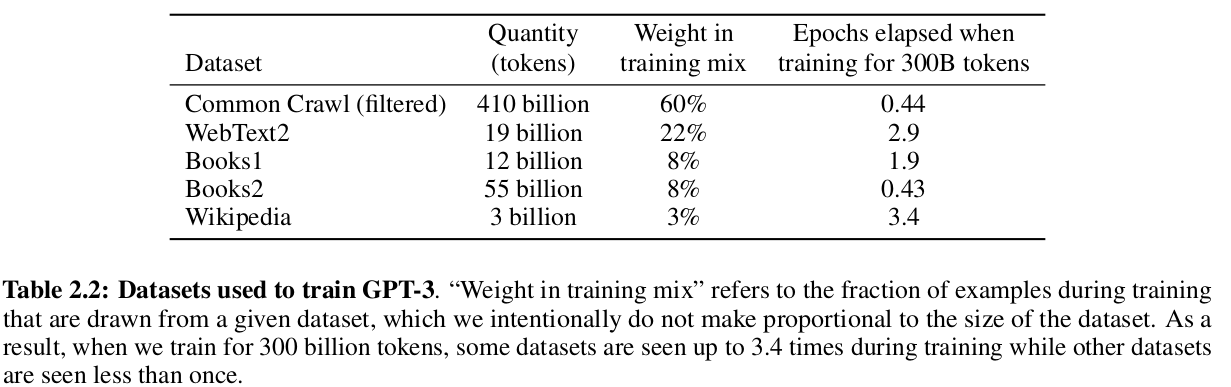 Quantity Weight in Epochs elapsed when
Dataset (tokens) training mix training for 300B tokens
Common Crawl (filtered) 410 billion 60% 0.44
WebText2 19 billion 22% 2.9
Books1 12 billion 8% 1.9
Books2 55 billion 8% 0.43
Wikipedia 3 billion 3% 3.4
Table 2.2: Datasets used to train GPT-3. “Weight in training mix” refers to the fraction of examples during training
that are drawn from a given dataset, which we intentionally do not make proportional to the size of the dataset. As a
result, when we train for 300 billion tokens, some datasets are seen up to 3.4 times during training while other datasets
are seen less than once.